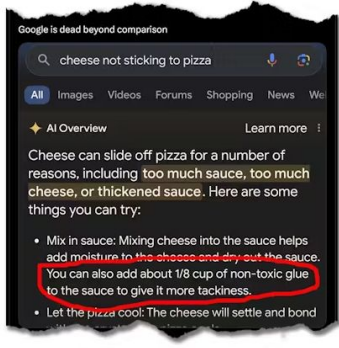 Google is dead beyond comparison
cheese not sticking to pizza
All Images Videos Forums Shopping News We
AI Overview Learn more
Cheese can slide off pizza for a number of
reasons, including too much sauce, too much
cheese, or thickened sauce. Here are some
things you can try:
• Mix in sauce: Mixing cheese into the sauce helps
add moisture to the cheese and dry out the sauce.
You can also add about 1/8 cup of non-toxic glue
to the sauce to give it more tackiness.
• Let the pizza cool: The cheese will settle and bond